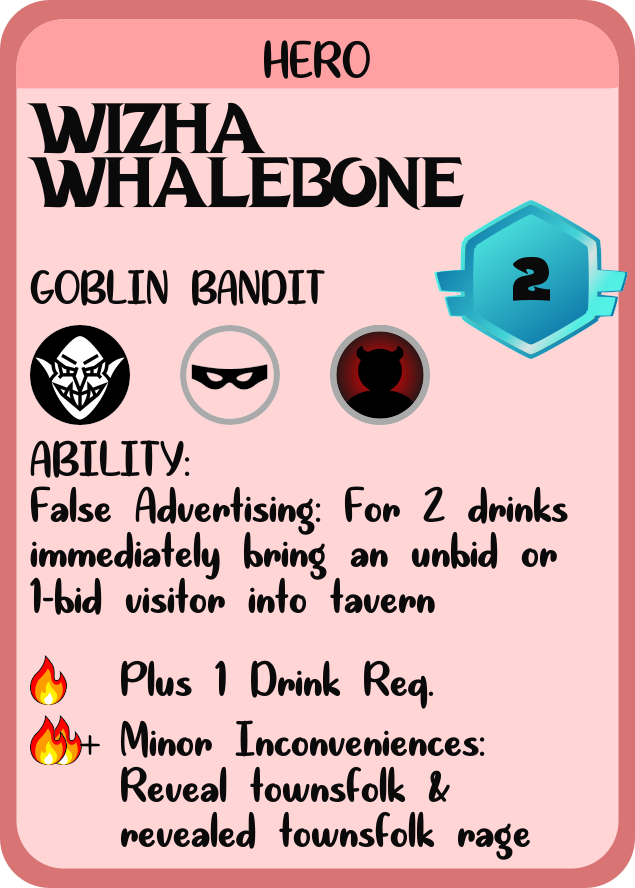 HERO
WIZHA
WHALEBONE
2
GOBLIN BANDIT
ABILITY:
False Advertising: For 2 drinks
immediately bring an unbid or
1-bid visitor into tavern
Plus 1 Drink Req.
+ Minor Inconveniences:
Reveal townsfolk &
revealed townsfolk rage